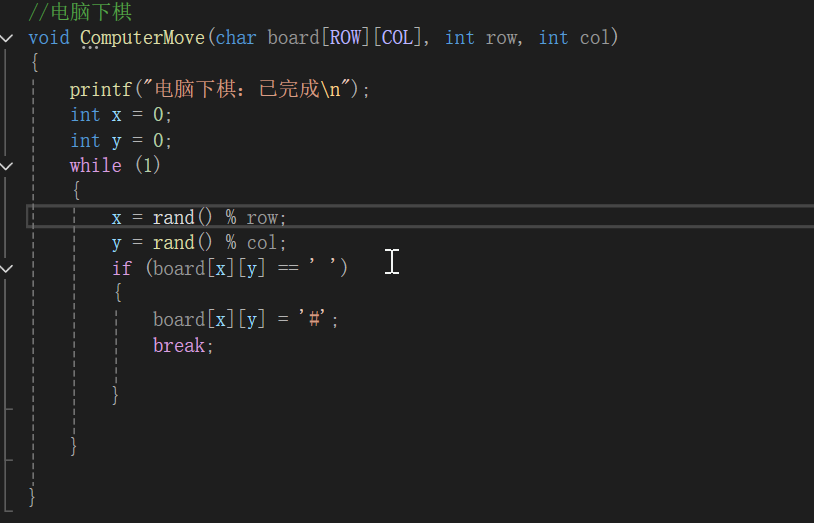 //电脑下棋
void ComputerMove(char board[ROW][COL], int row, int col)
{
printf("电脑下棋：已完成\n");
int x = 0;
int y = 0;
while (1)
{
x = rand() % row;
y = rand() % col;
if (board[x][y] == ' ')
{
board[x][y] = '#';
break;
}
}
}